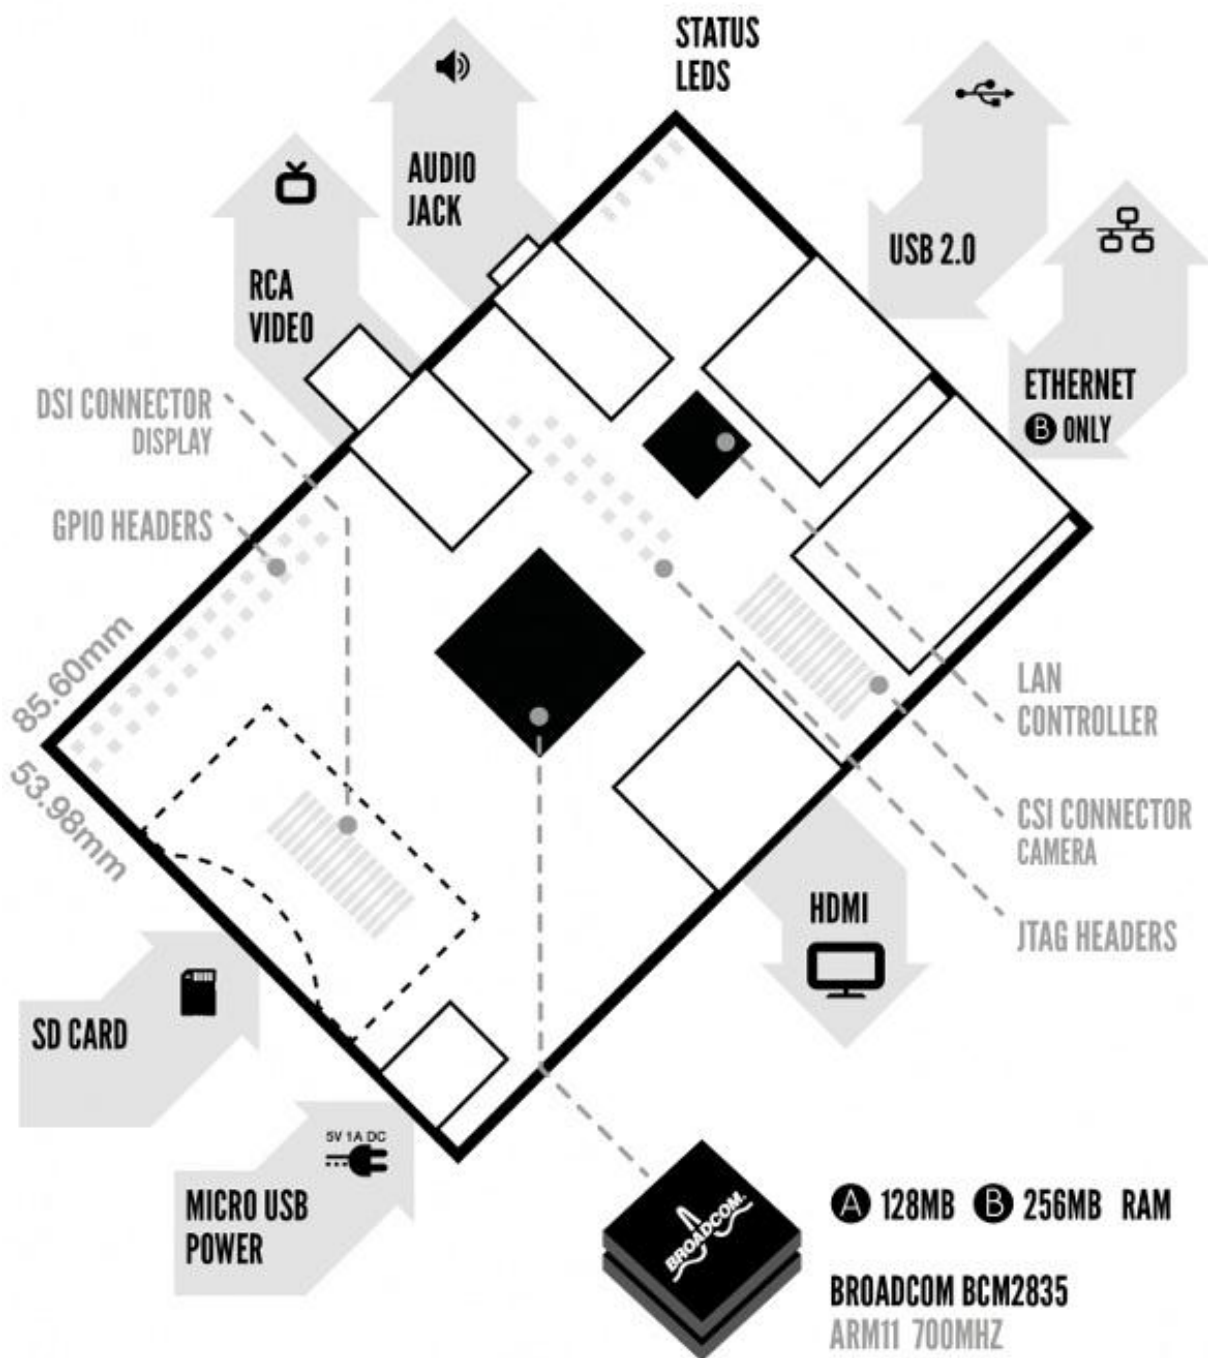 STATUS
LEDS
AUDIO
JACK
USB 2.0
RCA
VIDEO
ETHERNET
B ONLY
DSI CONNECTOR
DISPLAY
GPIO HEADERS
85.60mm
53.98mm
LAN
CONTROLLER
CSI CONNECTOR
CAMERA
HDMI
JTAG HEADERS
SD CARD
5V 1A DC
MICRO USB
POWER
BROADCOM.
A 128MB B 256MB RAM
BROADCOM BCM2835
ARM11 700MHZ